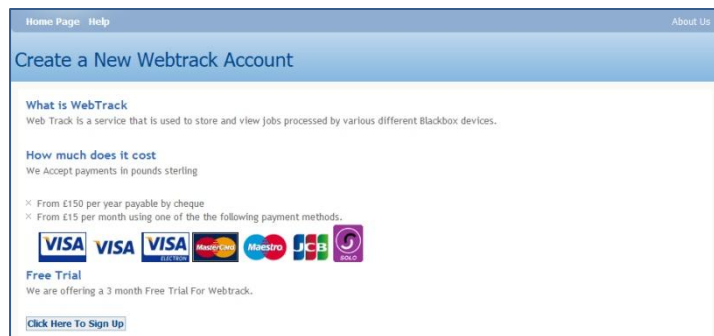 Home Page Help About Us
Create a New Webtrack Account
What is WebTrack
Web Track is a service that is used to store and view jobs processed by various different Blackbox devices.
How much does it cost
We Accept payments in pounds sterling
From £150 per year payable by cheque
From £15 per month using one of the the following payment methods.
VISA VISA VISA ELECTRON MasterCard Maestro JCB SOLO
Free Trial
We are offering a 3 month Free Trial For Webtrack.
Click Here To Sign Up